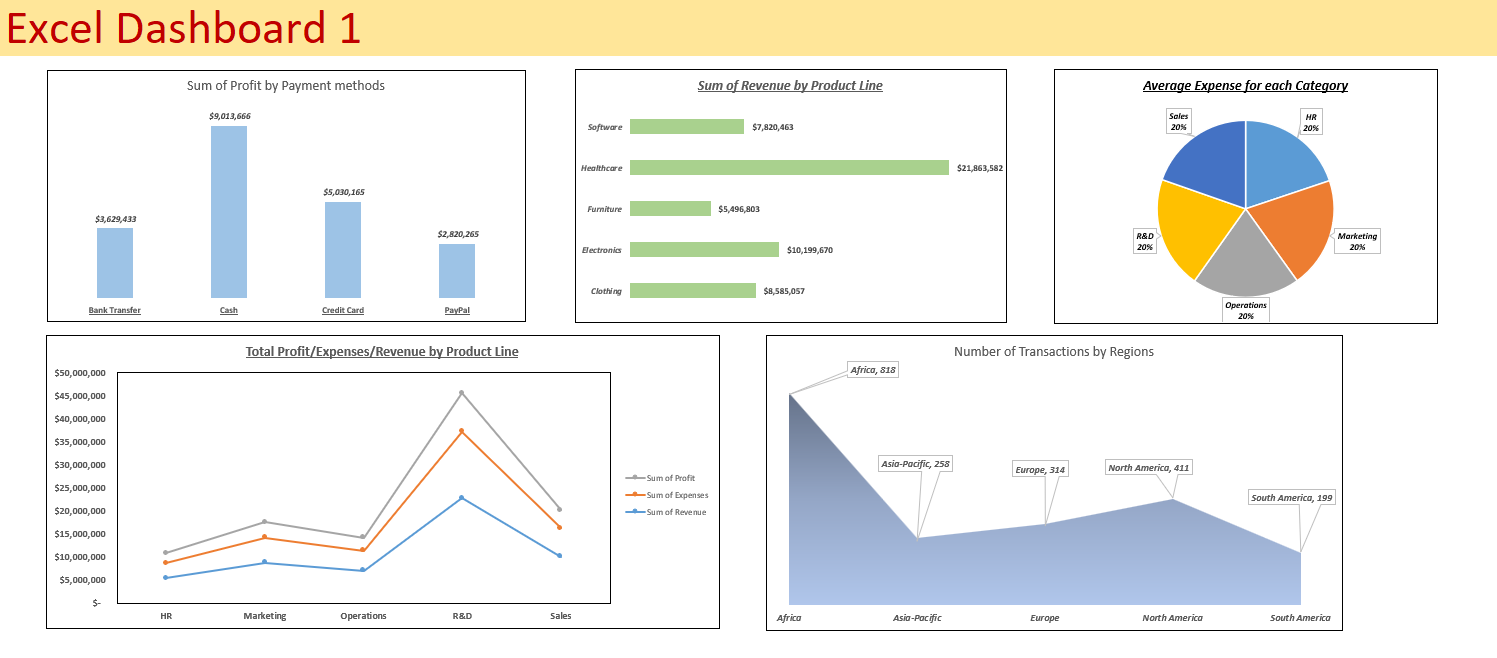 Excel Dashboard 1
Sum of Profit by Payment methods
$9,013,666
$5,030,165
$3,629,433
$2,820,265
Bank Transfer
Cash
Credit Card
PayPal
Sum of Revenue by Product Line
Software
$7,820,463
Healthcare
$21,863,582
Furniture
$5,496,803
Electronics
$10,199,670
Clothing
$8,585,057
Average Expense for each Category
Sales
20%
HR
20%
R&D
20%
Marketing
20%
Operations
20%
Total Profit/Expenses/Revenue by Product Line
$50,000,000
$45,000,000
$40,000,000
$35,000,000
$30,000,000
$25,000,000
$20,000,000
$15,000,000
$10,000,000
$5,000,000
$-
HR
Marketing
Operations
R&D
Sales
Sum of Profit
Sum of Expenses
Sum of Revenue
Number of Transactions by Regions
Africa, 818
Asia-Pacific, 258
Europe, 314
North America, 411
South America, 199
Africa
Asia-Pacific
Europe
North America
South America